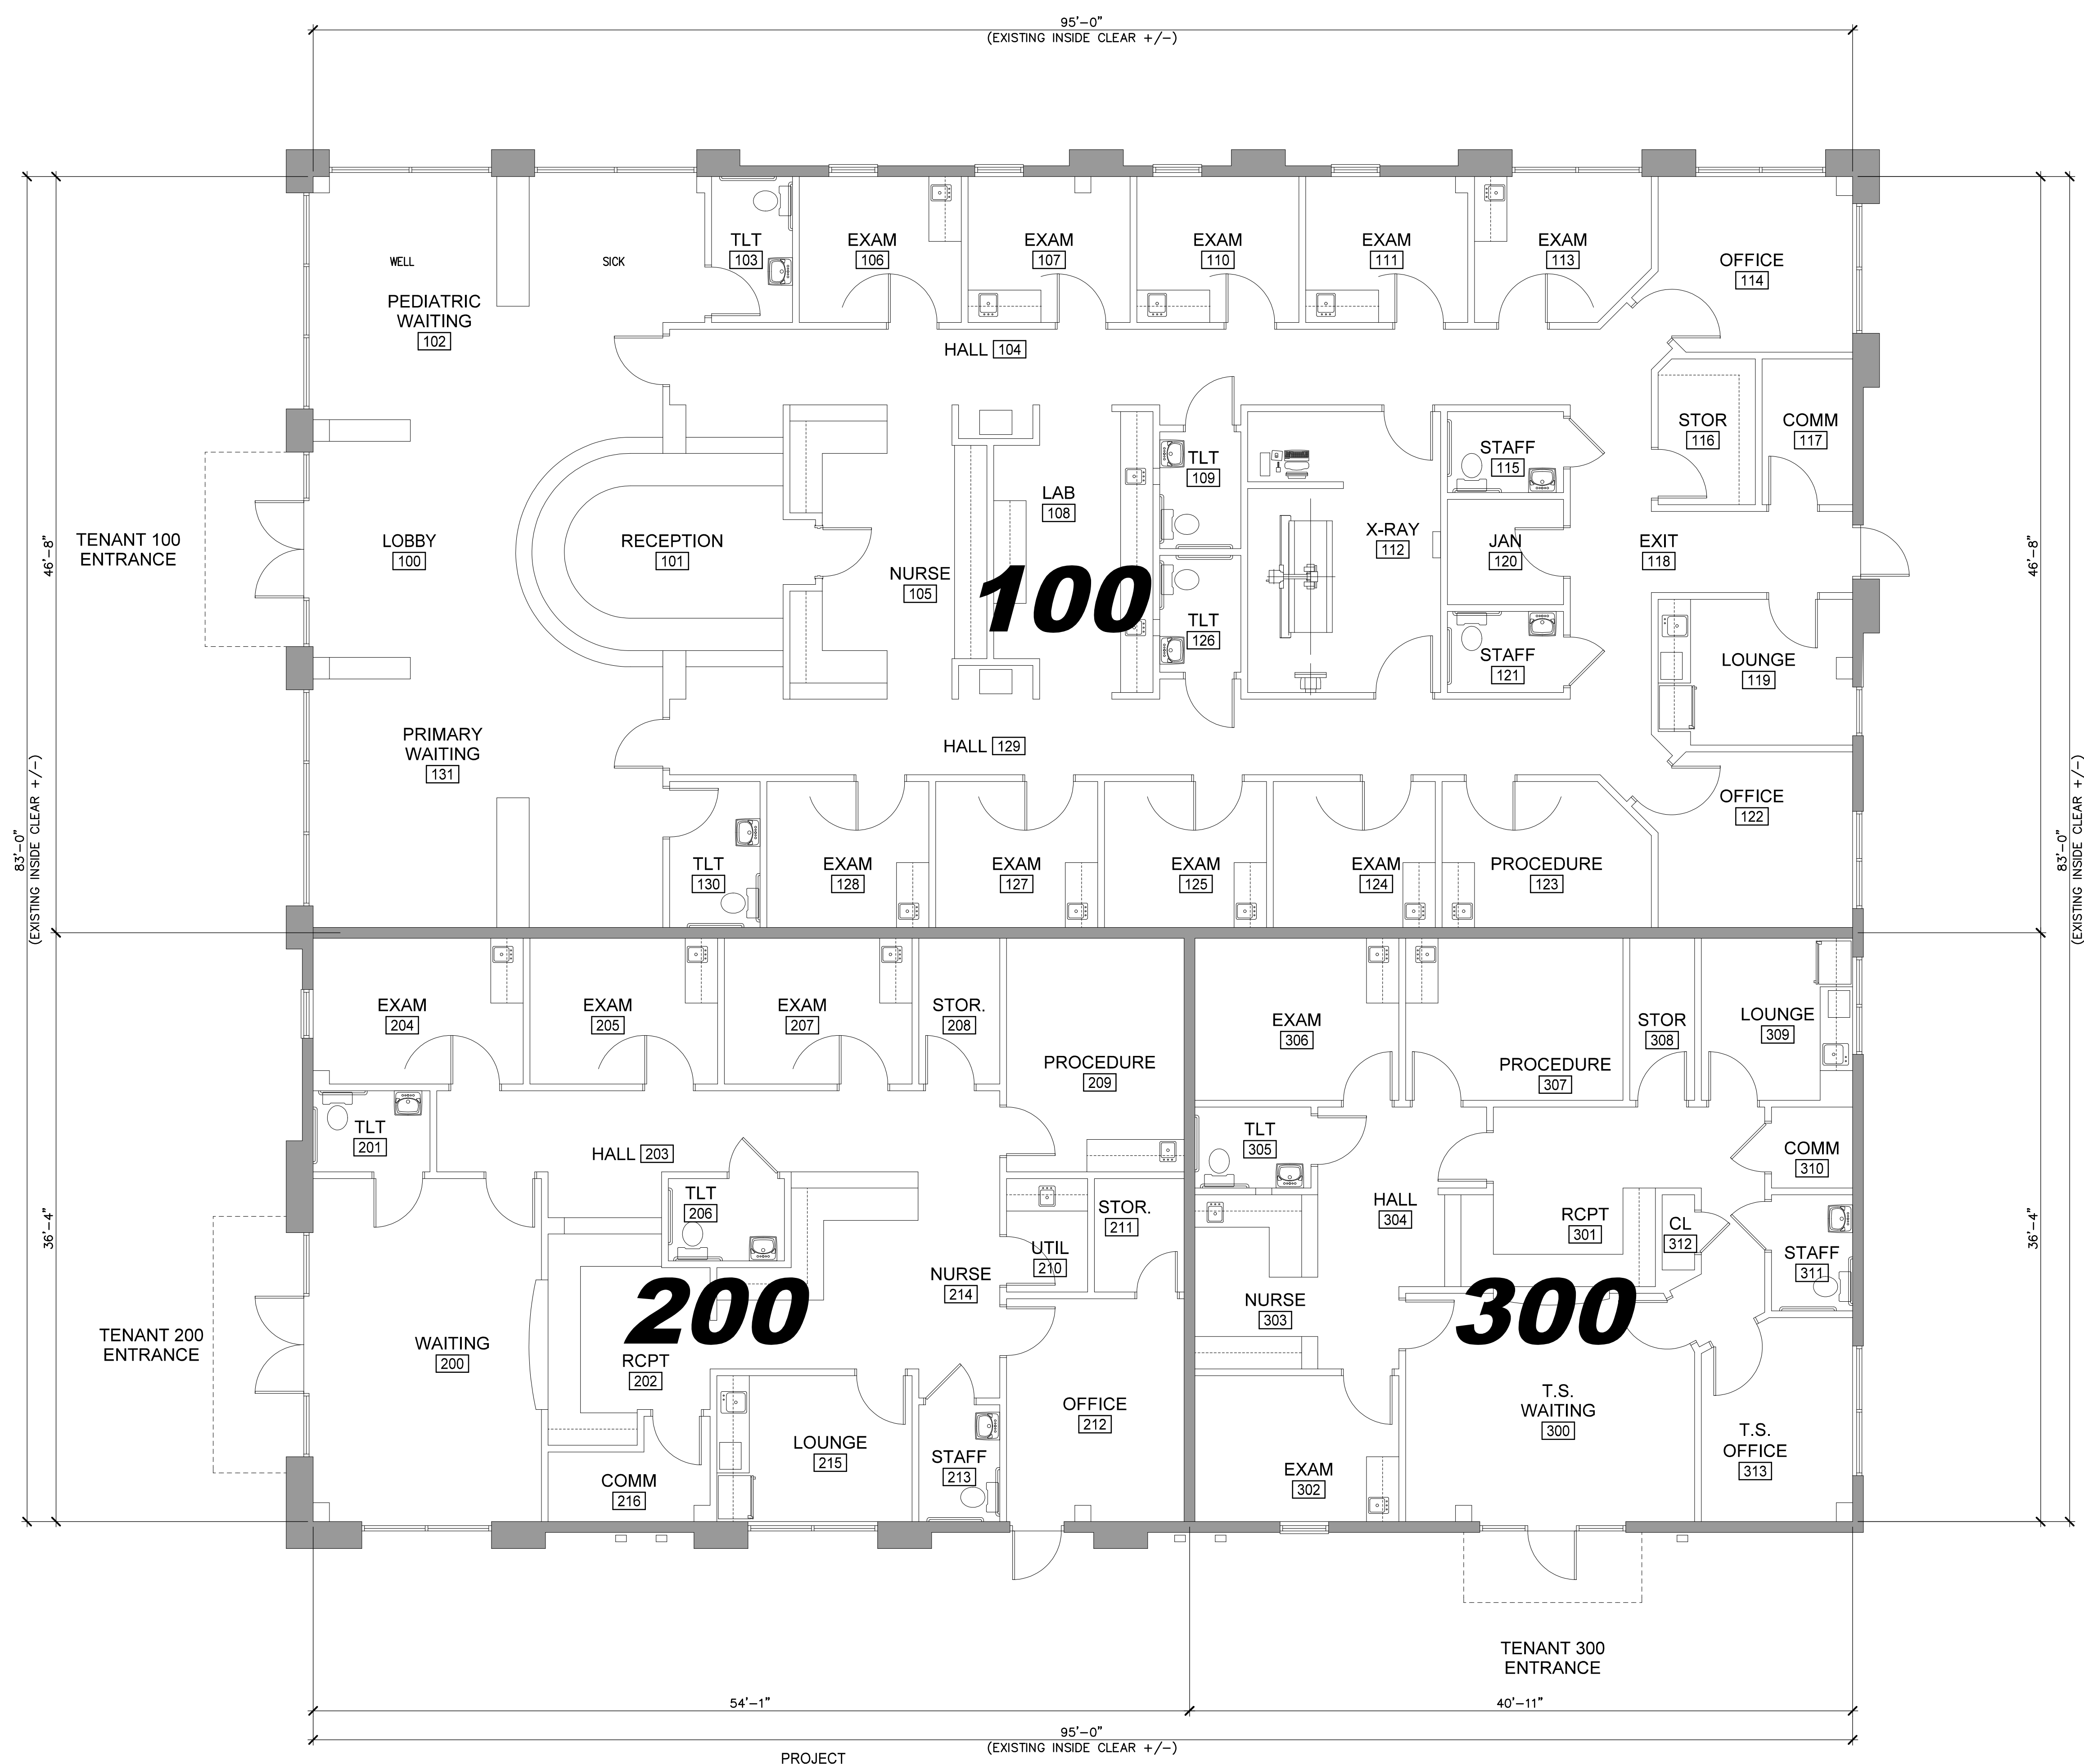 95'-0"
(EXISTING INSIDE CLEAR +/-)
WELL
SICK
PEDIATRIC
WAITING
102
TLT
103
EXAM
106
EXAM
107
EXAM
110
EXAM
111
EXAM
113
OFFICE
114
HALL 104
STOR
116
COMM
117
TENANT 100
ENTRANCE
LOBBY
100
RECEPTION
101
NURSE
105
LAB
108
TLT
109
X-RAY
112
STAFF
115
JAN
120
EXIT
118
100
TLT
126
STAFF
121
LOUNGE
119
46'-8"
46'-8"
PRIMARY
WAITING
131
HALL 129
OFFICE
122
TLT
130
EXAM
128
EXAM
127
EXAM
125
EXAM
124
PROCEDURE
123
83'-0"
(EXISTING INSIDE CLEAR +/-)
83'-0"
(EXISTING INSIDE CLEAR +/-)
EXAM
204
EXAM
205
EXAM
207
STOR.
208
PROCEDURE
209
EXAM
306
PROCEDURE
307
STOR
308
LOUNGE
309
TLT
201
HALL 203
TLT
206
UTIL
210
STOR.
211
NURSE
214
TLT
305
HALL
304
RCPT
301
CL
312
COMM
310
STAFF
311
NURSE
303
36'-4"
36'-4"
200
300
TENANT 200
ENTRANCE
WAITING
200
RCPT
202
OFFICE
212
LOUNGE
215
STAFF
213
COMM
216
EXAM
302
T.S.
WAITING
300
T.S.
OFFICE
313
TENANT 300
ENTRANCE
54'-1"
40'-11"
95'-0"
(EXISTING INSIDE CLEAR +/-)
PROJECT